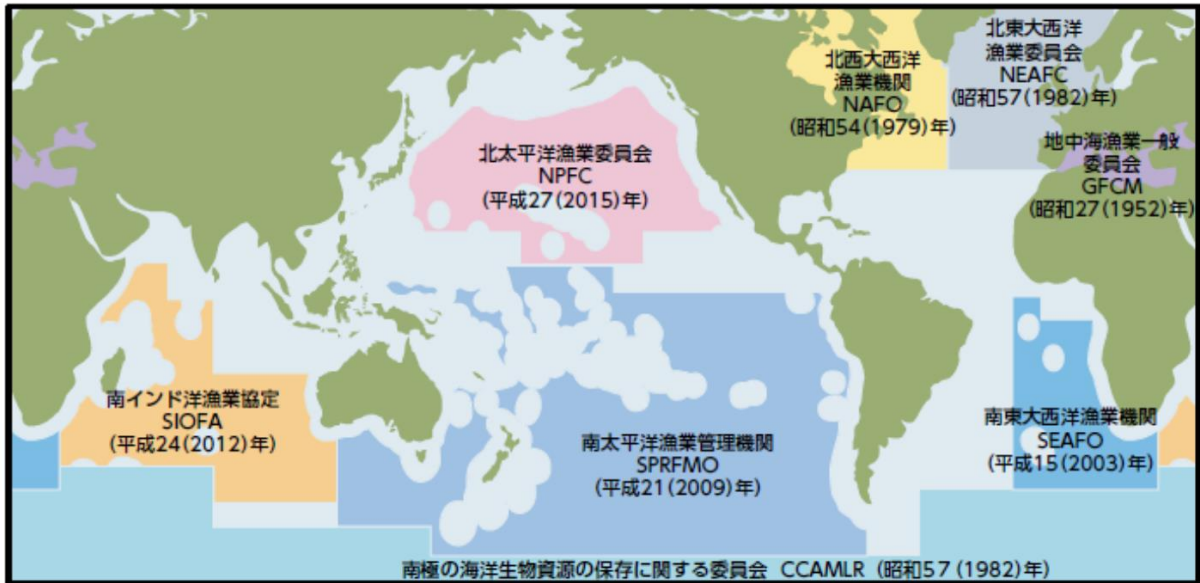 北西大西洋
漁業機関
NAFO
(昭和54(1979)年
北東大西洋
漁業委員会
NEAFC
(昭和57(1982)年
地中海漁業一般
委員会
GFCM
(昭和27(1952)年
北太平洋漁業委員会
NPFC
(平成27(2015)年
南インド洋漁業協定
SIOFA
(平成24(2012)年
南太平洋漁業管理機関
SPRFMO
(平成21(2009)年
南東大西洋漁業機関
SEAFO
(平成15(2003)年
南極の海洋生物資源の保存に関する委員会 CCAMLR (昭和57(1982)年)